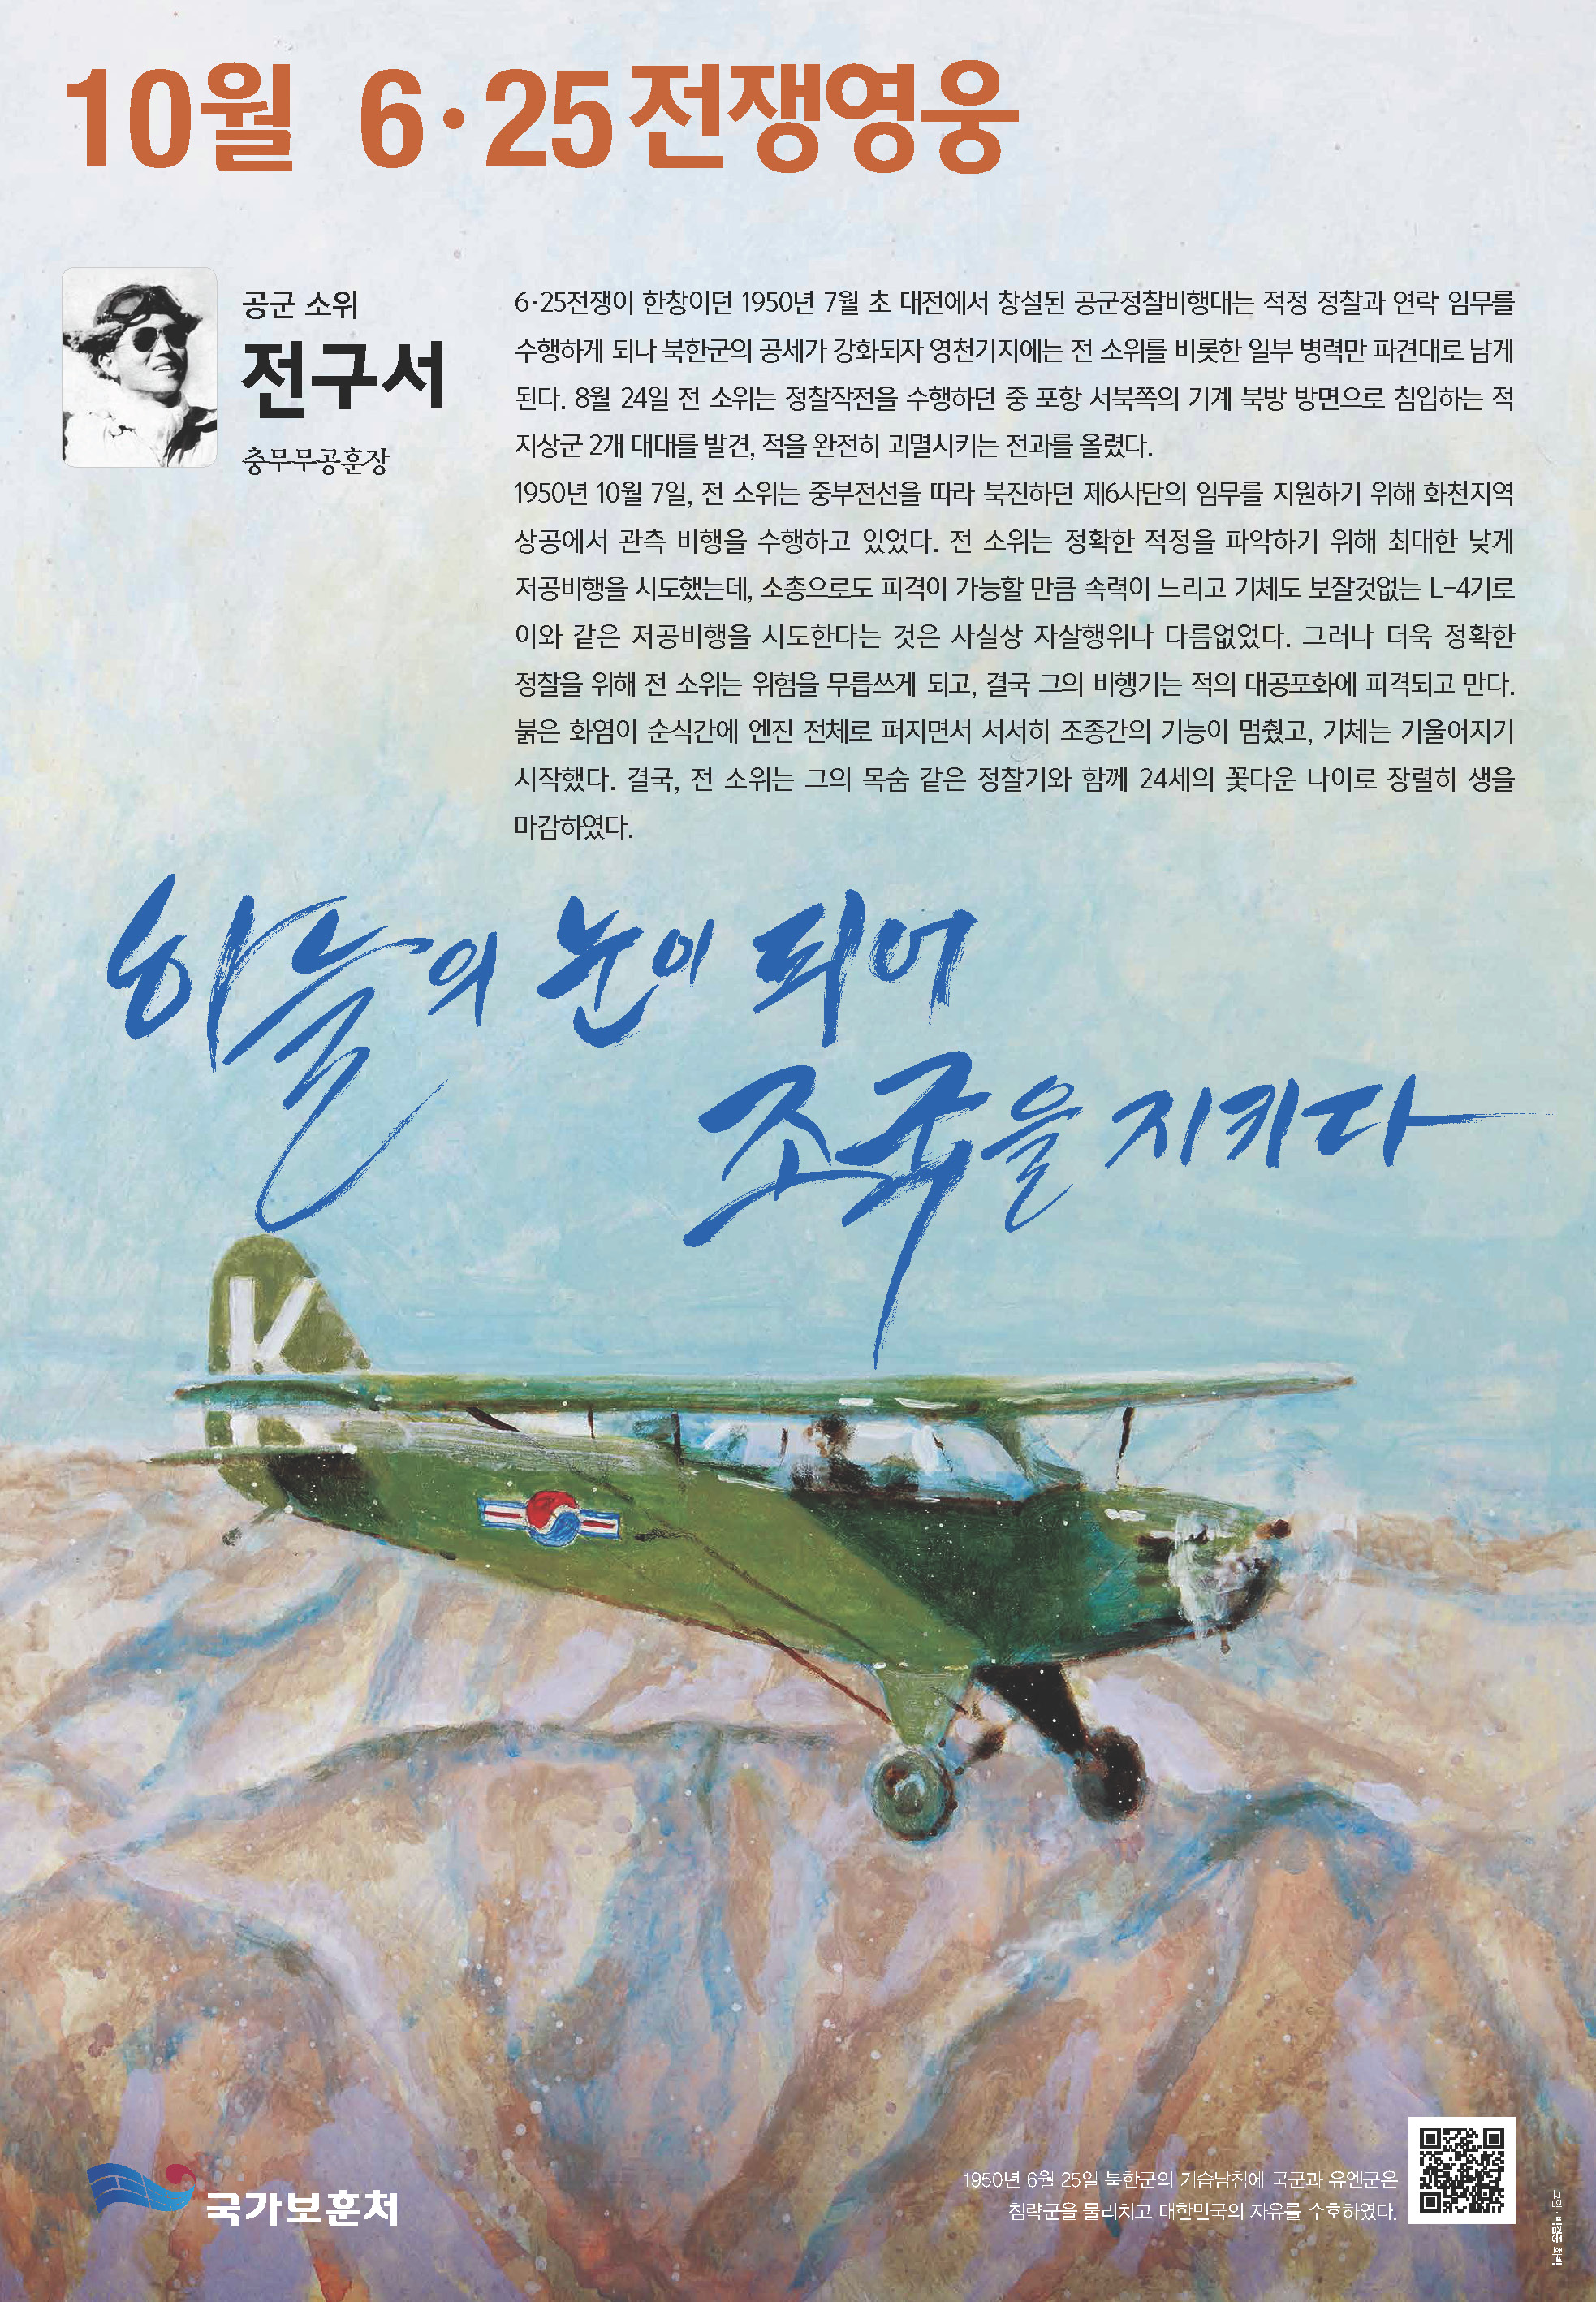 10월 6·25전쟁영웅
공군 소위
전구서
충무무공훈장
6·25전쟁이 한창이던 1950년 7월 초 대전에서 창설된 공군정찰비행대는 적정 정찰과 연락 임무를
수행하게 되나 북한군의 공세가 강화되자 영천기지에는 전 소위를 비롯한 일부 병력만 파견대로 남게
된다. 8월 24일 전 소위는 정찰작전을 수행하던 중 포항 서북쪽의 기계 북방 방면으로 침입하는 적
지상군 2개 대대를 발견, 적을 완전히 괴멸시키는 전과를 올렸다.
1950년 10월 7일, 전 소위는 중부전선을 따라 북진하던 제6사단의 임무를 지원하기 위해 화천지역
상공에서 관측 비행을 수행하고 있었다. 전 소위는 정확한 적정을 파악하기 위해 최대한 낮게
저공비행을 시도했는데, 소총으로도 피격이 가능할 만큼 속력이 느리고 기체도 보잘것없는 L-4기로
이와 같은 저공비행을 시도한다는 것은 사실상 자살행위나 다름없었다. 그러나 더욱 정확한
정찰을 위해 전 소위는 위험을 무릅쓰게 되고, 결국 그의 비행기는 적의 대공포화에 피격되고 만다.
붉은 화염이 순식간에 엔진 전체로 퍼지면서 서서히 조종간의 기능이 멈췄고, 기체는 기울어지기
시작했다. 결국, 전 소위는 그의 목숨 같은 정찰기와 함께 24세의 꽃다운 나이로 장렬히 생을
마감하였다.
하늘의 눈이 되어
조국을 지키다
K
국가보훈처
1950년 6월 25일 북한군의 기습남침에 국군과 유엔군은
침략군을 물리치고 대한민국의 자유를 수호하였다.
그림